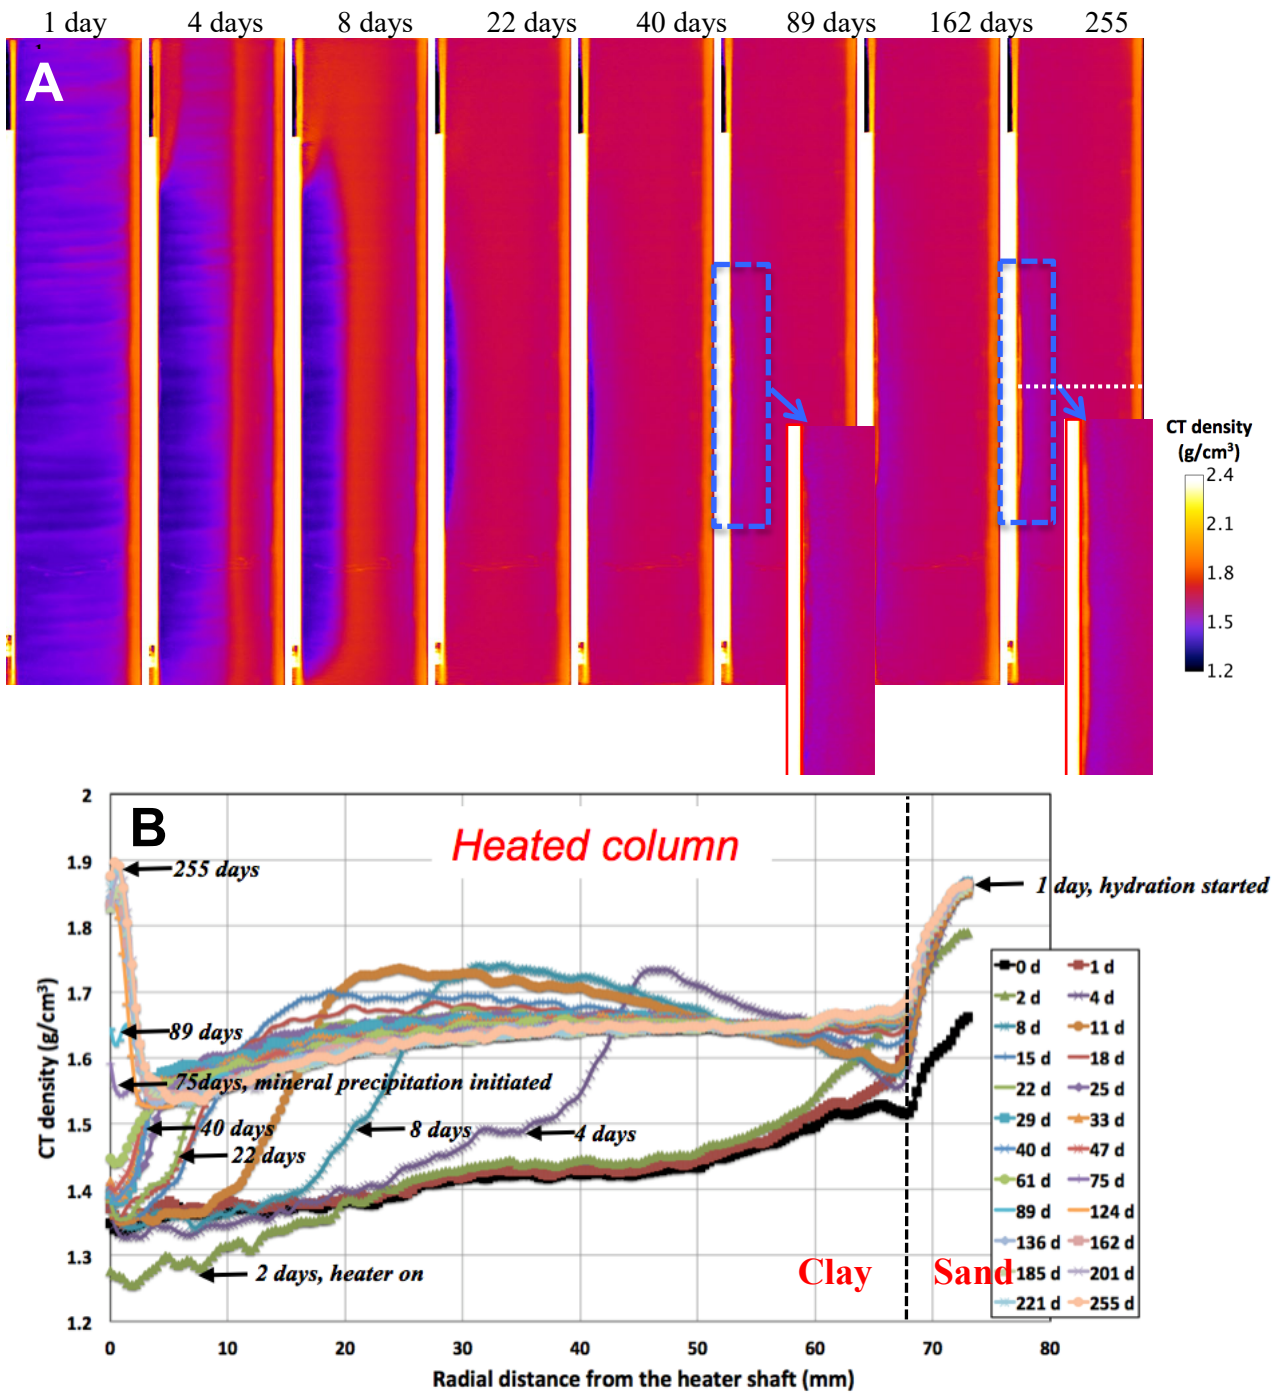 1 day 4 days 8 days 22 days 40 days 89 days 162 days 255
A
CT density
(g/cm³)
2.4
2.1
1.8
1.5
1.2
B
Heated column
2
1.9
1.8
1.7
1.6
1.5
1.4
1.3
1.2
CT density (g/cm³)
255 days
1 day, hydration started
89 days
75days, mineral precipitation initiated
40 days
22 days
8 days
4 days
2 days, heater on
Clay
Sand
0 d 1 d
2 d 4 d
8 d 11 d
15 d 18 d
22 d 25 d
29 d 33 d
40 d 47 d
61 d 75 d
89 d 124 d
136 d 162 d
185 d 201 d
221 d 255 d
0 10 20 30 40 50 60 70 80
Radial distance from the heater shaft (mm)